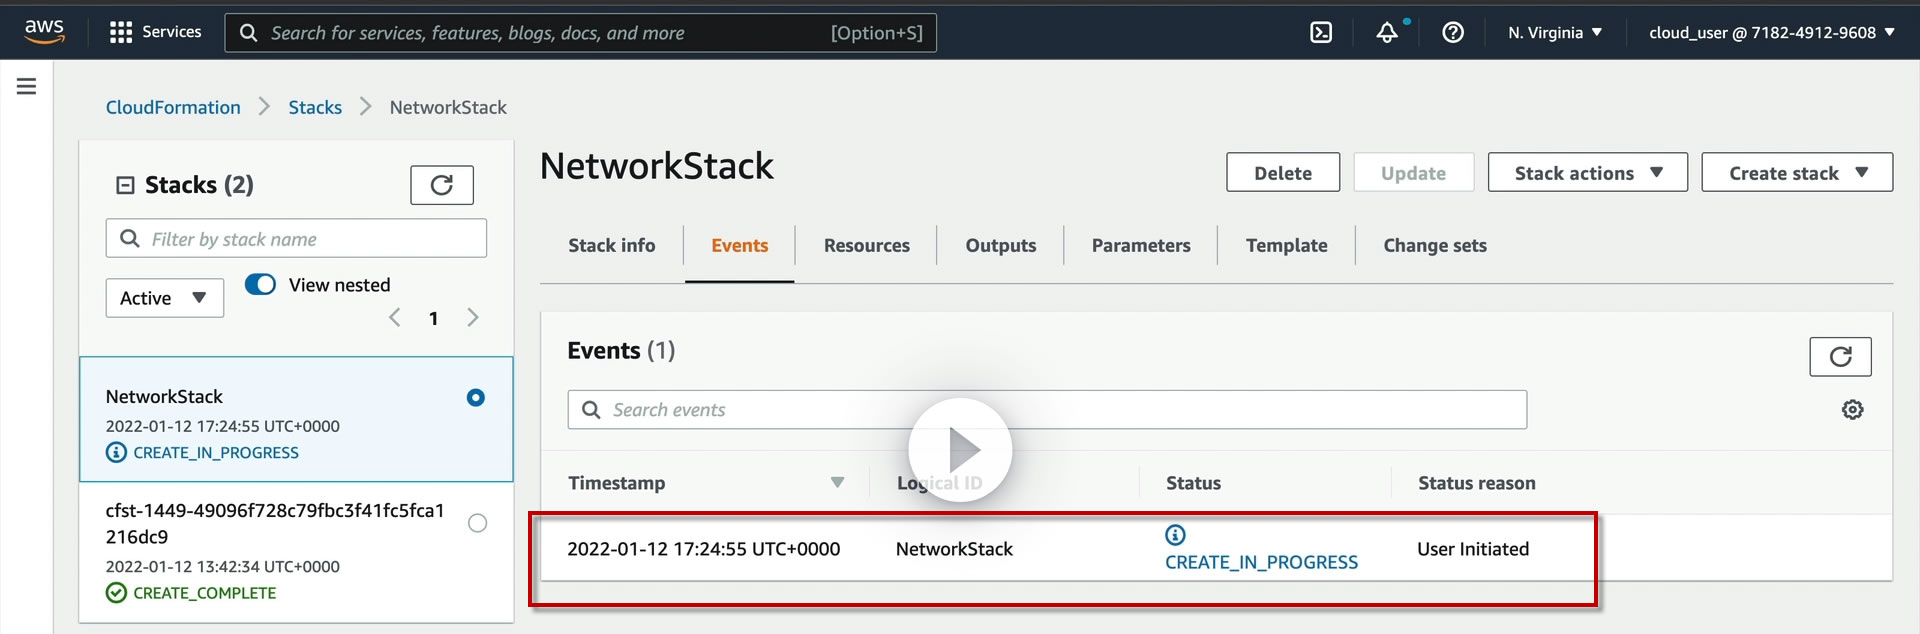 aws
Services
Search for services, features, blogs, docs, and more
[Option+S]
N. Virginia
cloud_user @ 7182-4912-9608
CloudFormation
Stacks
NetworkStack
Stacks (2)
Filter by stack name
Active
View nested
1
NetworkStack
2022-01-12 17:24:55 UTC+0000
CREATE_IN_PROGRESS
cfst-1449-49096f728c79fbc3f41fc5fca1
216dc9
2022-01-12 13:42:34 UTC+0000
CREATE_COMPLETE
NetworkStack
Delete
Update
Stack actions
Create stack
Stack info
Events
Resources
Outputs
Parameters
Template
Change sets
Events (1)
Search events
Timestamp
Logical ID
Status
Status reason
2022-01-12 17:24:55 UTC+0000
NetworkStack
CREATE_IN_PROGRESS
User Initiated